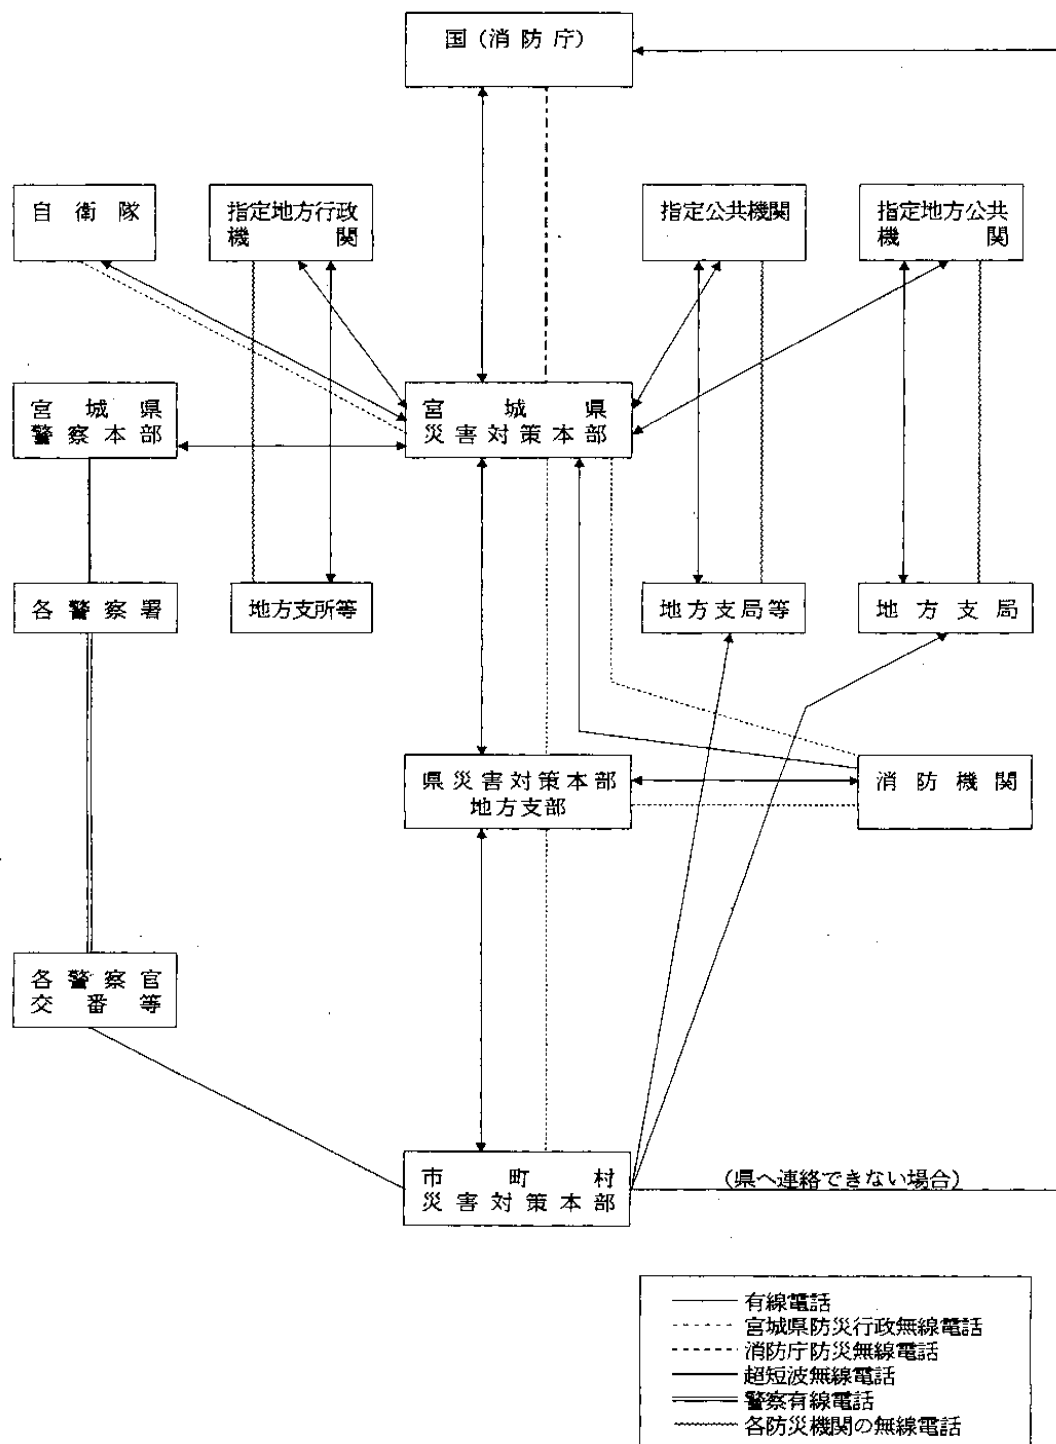 国(消防庁)
自衛隊
指定地方行政
機関
指定公共機関
指定地方公共
機関
宮城県
警察本部
宮城県
災害対策本部
各警察署
地方支所等
地方支局等
地方支局
県災害対策本部
地方支部
消防機関
各警察官
交番等
市町村
災害対策本部
(県へ連絡できない場合)
有線電話
宮城県防災行政無線電話
消防庁防災無線電話
超短波無線電話
警察有線電話
各防災機関の無線電話